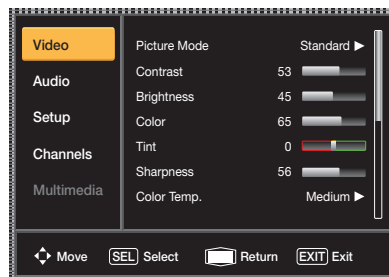 Video
Audio
Setup
Channels
Multimedia
Picture Mode Standard ▶
Contrast 53
Brightness 45
Color 65
Tint 0
Sharpness 56
Color Temp. Medium ▶
Move SEL Select Return EXIT Exit